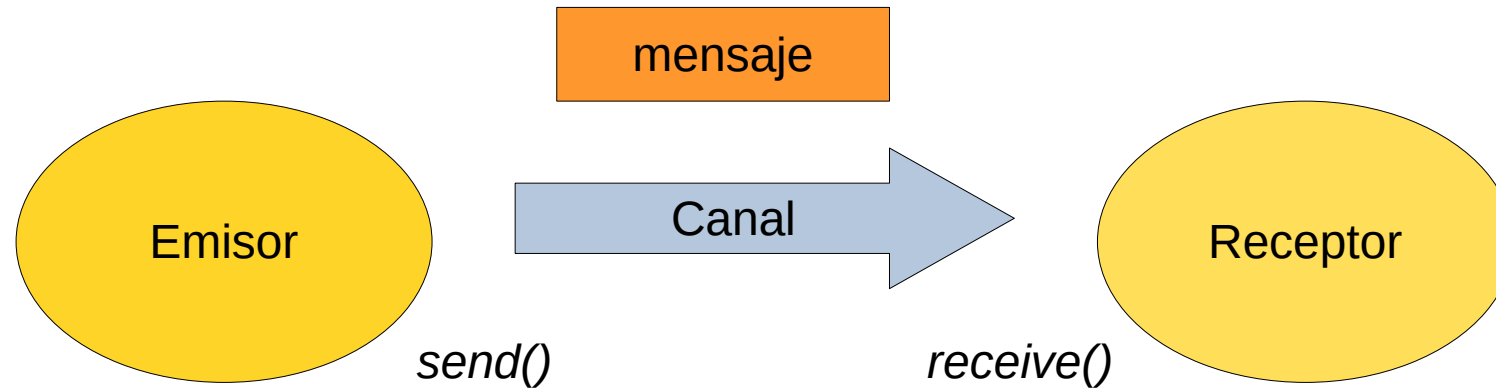 mensaje
Emisor
Canal
Receptor
send()
receive()